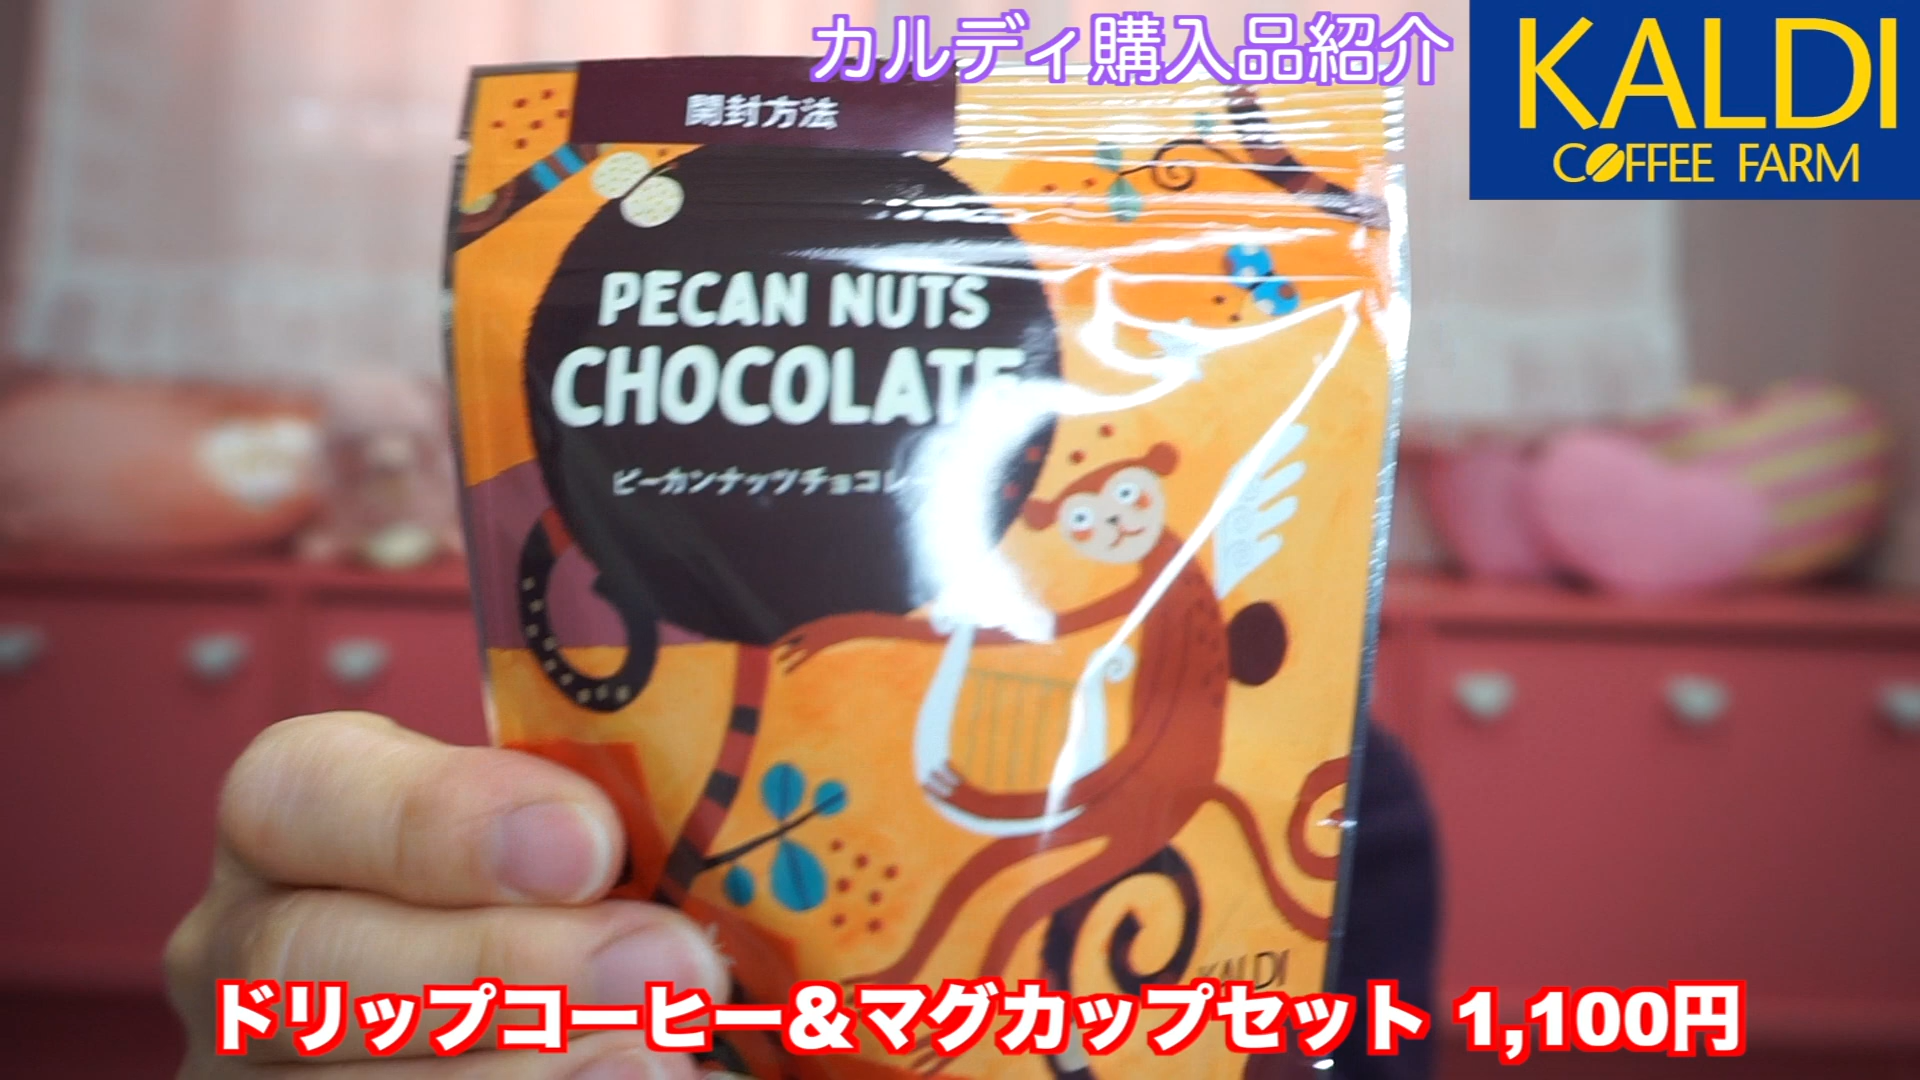 カルディ購入品紹介
KALDI
COFFEE FARM
開封方法
PECAN NUTS
CHOCOLATE
ピーカンナッツチョコレ
KALDI
ドリップコーヒー&マグカップセット 1,100円